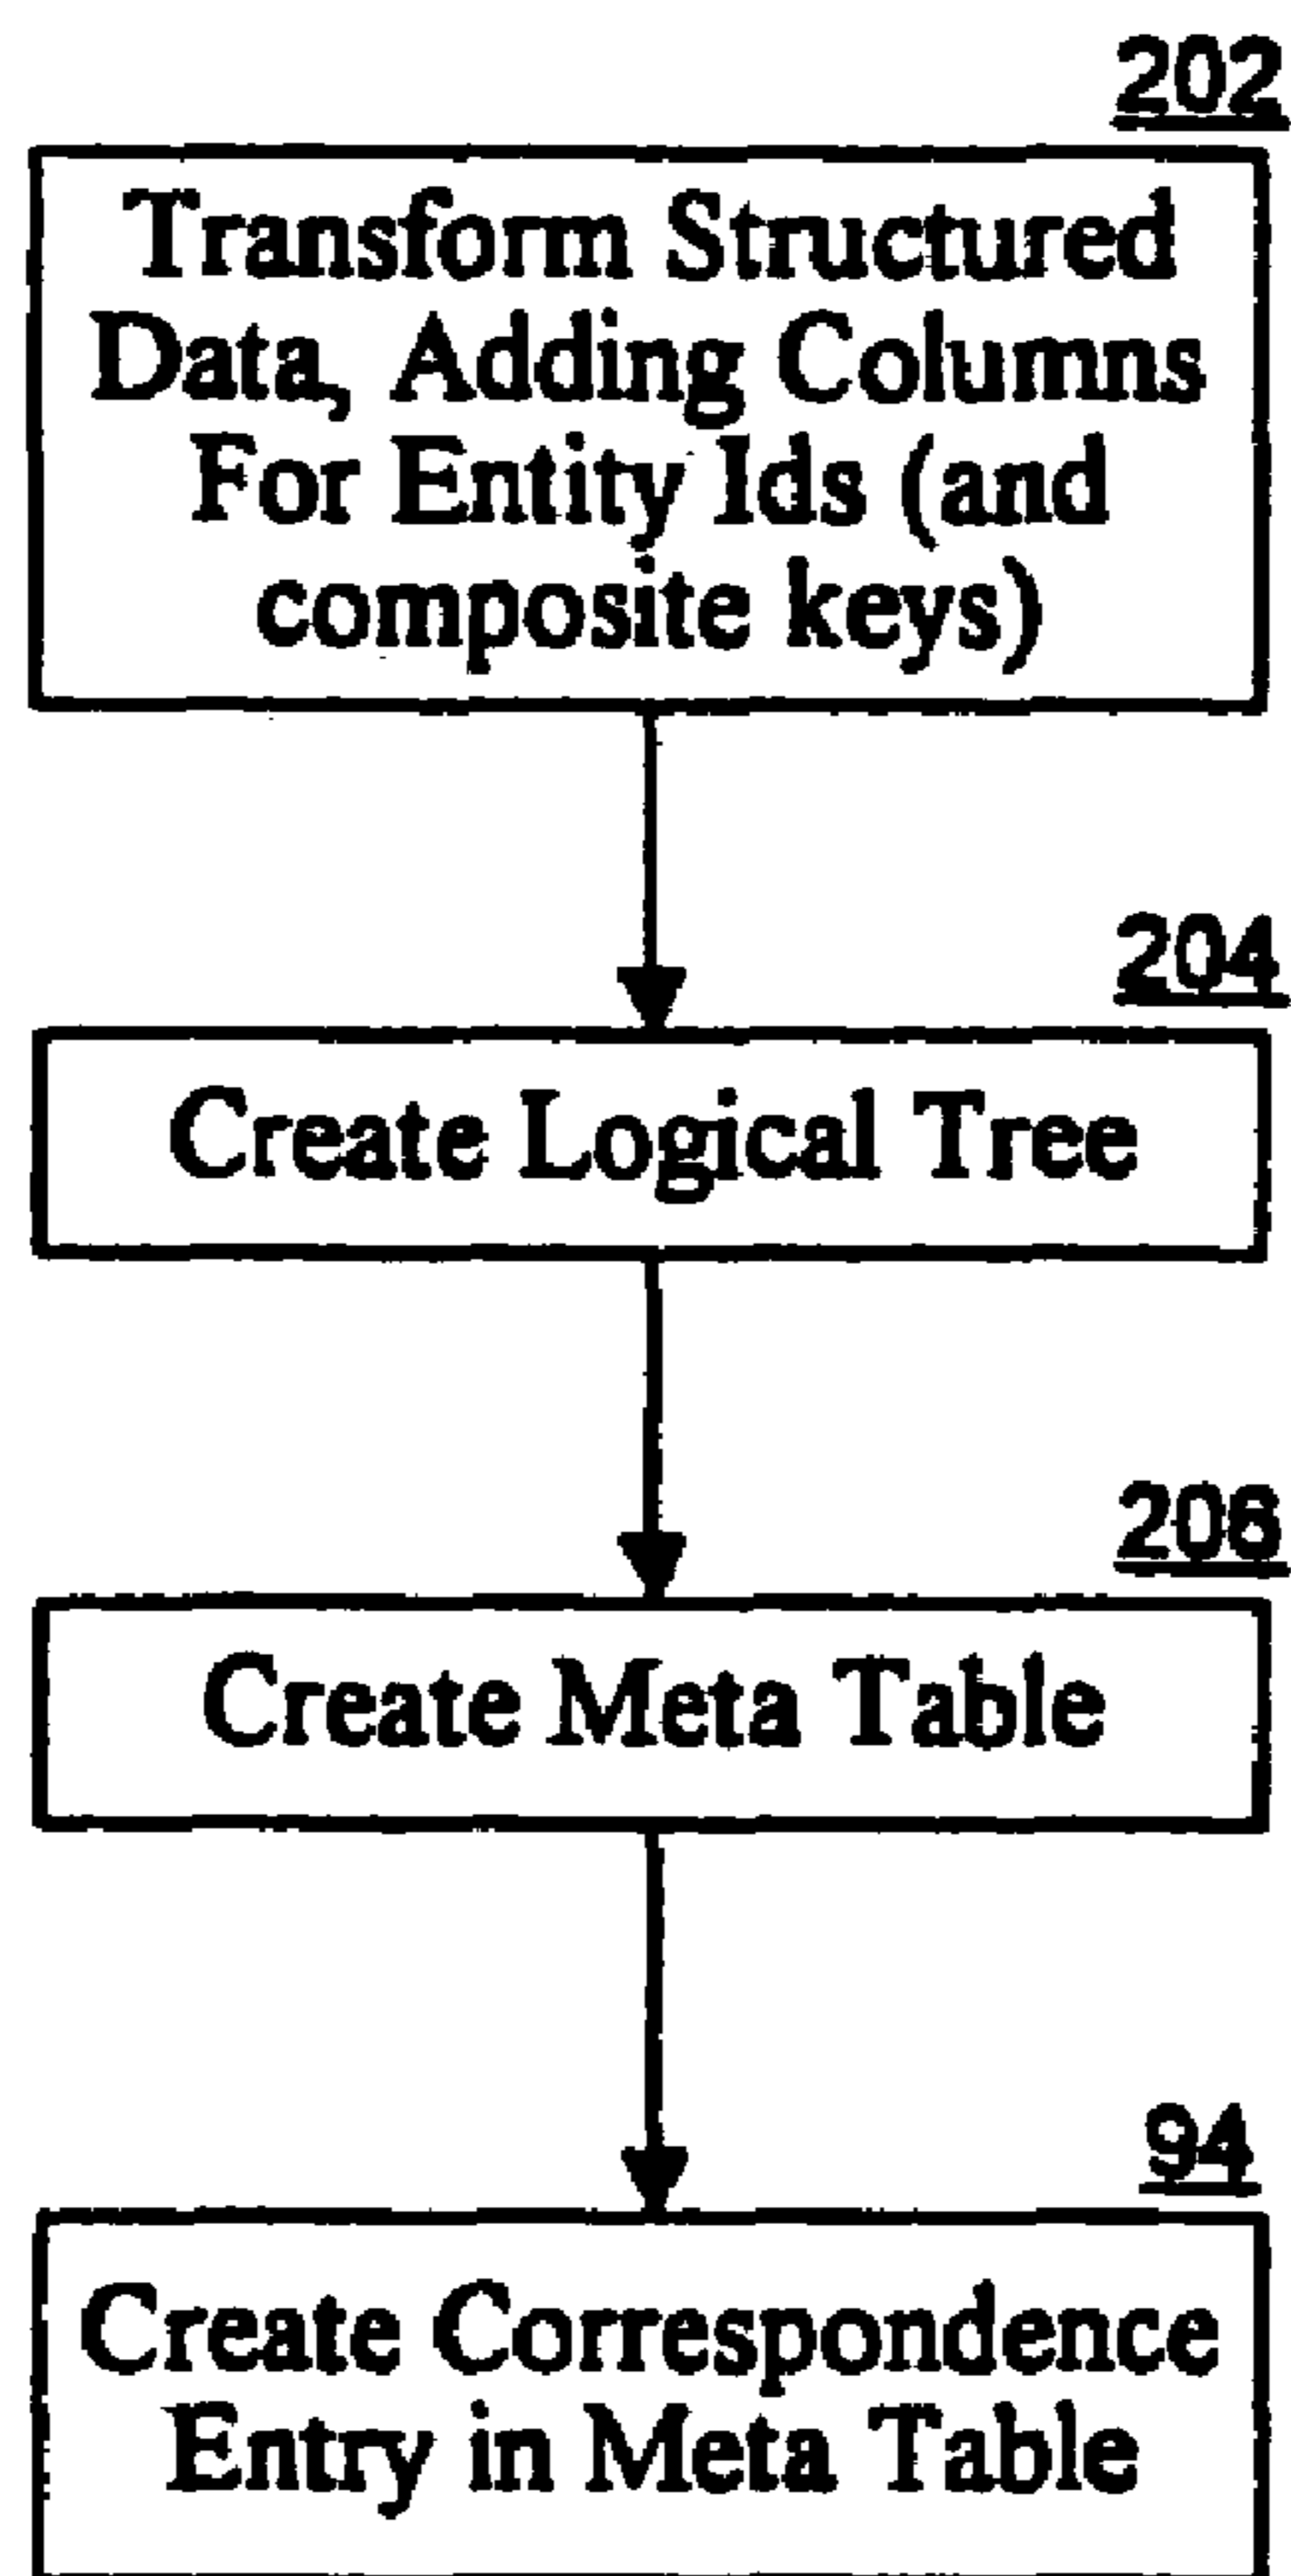 202
Transform Structured
Data, Adding Columns
For Entity Ids (and
composite keys)
204
Create Logical Tree
206
Create Meta Table
94
Create Correspondence
Entry in Meta Table